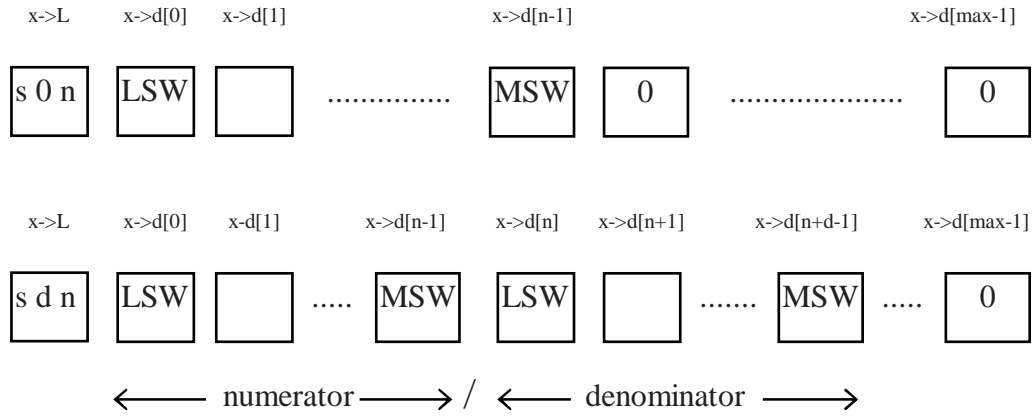 x->L x->d[0] x->d[1] x->d[n-1] x->d[max-1]
s 0 n LSW ............... MSW 0 ..................... 0
x->L x->d[0] x-d[1] x->d[n-1] x->d[n] x->d[n+1] x->d[n+d-1] x->d[max-1]
s d n LSW ..... MSW LSW ....... MSW ..... 0
numerator / denominator